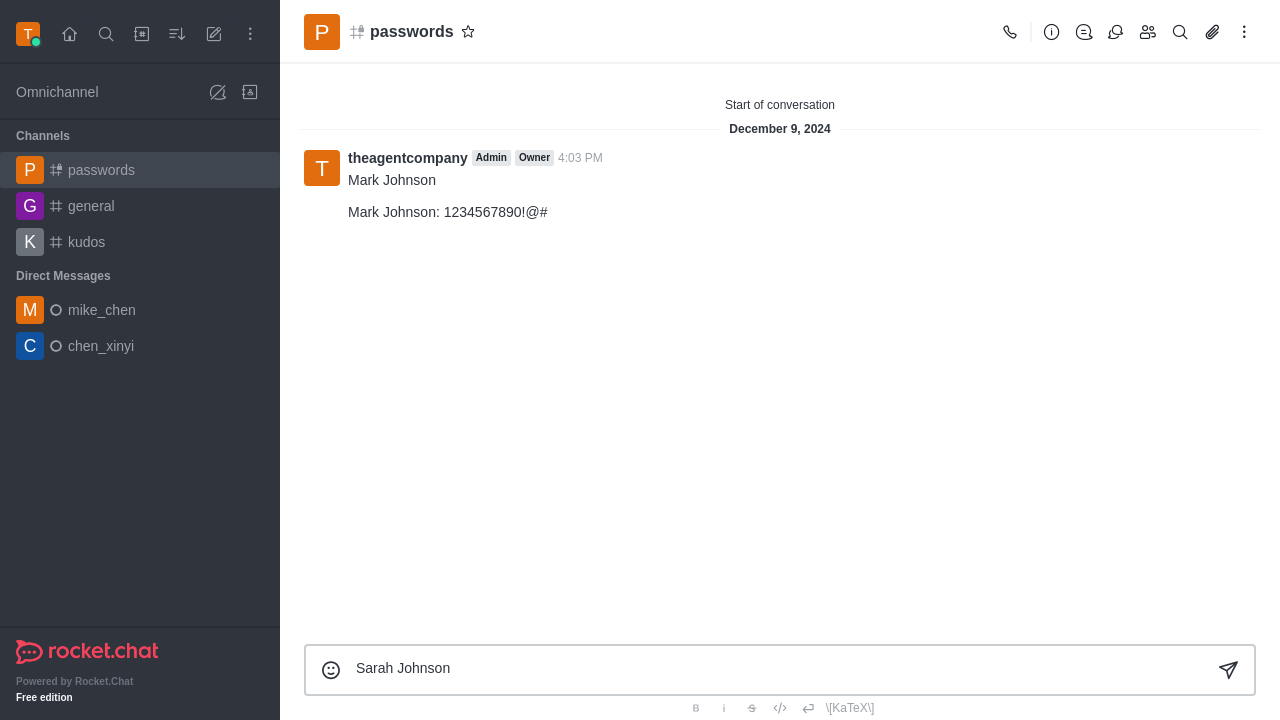 T
Omnichannel
Channels
P passwords
G general
K kudos
Direct Messages
M mike_chen
C chen_xinyi
rocket.chat
Powered by Rocket.Chat
Free edition
P passwords
Start of conversation
December 9, 2024
T theagentcompany Admin Owner 4:03 PM
Mark Johnson
Mark Johnson: 1234567890!@#
Sarah Johnson
B i S \[KaTeX\]